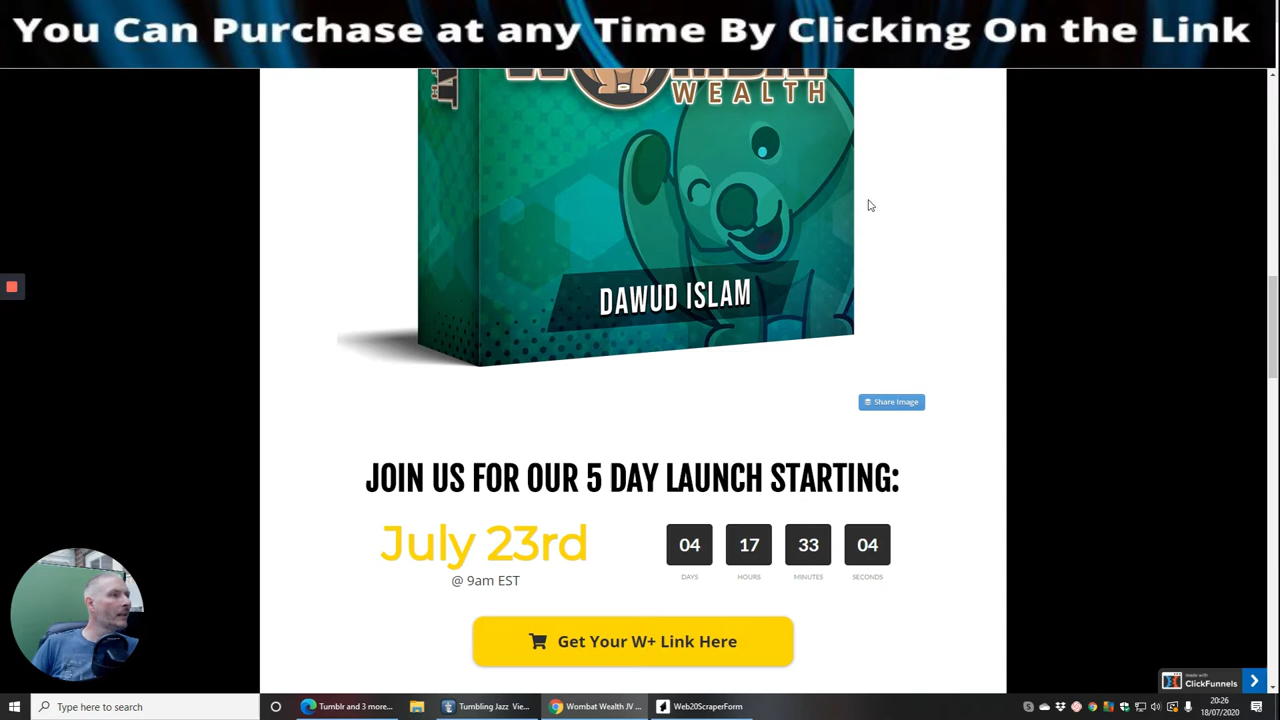 You Can Purchase at any Time By Clicking On the Link
WEALTH
DAWUD ISLAM
Share Image
JOIN US FOR OUR 5 DAY LAUNCH STARTING:
July 23rd
@ 9am EST
04 17 33 04
DAYS HOURS MINUTES SECONDS
Get Your W+ Link Here
made with
ClickFunnels
Type here to search
Tumblr and 3 more...
Tumbling Jazz Vie...
Wombat Wealth JV ...
Web20ScraperForm
20:26
18/07/2020